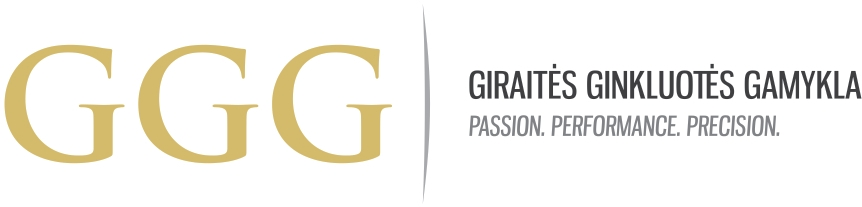 GGG
GIRAITĖS GINKLUOTĖS GAMYKLA
PASSION. PERFORMANCE. PRECISION.